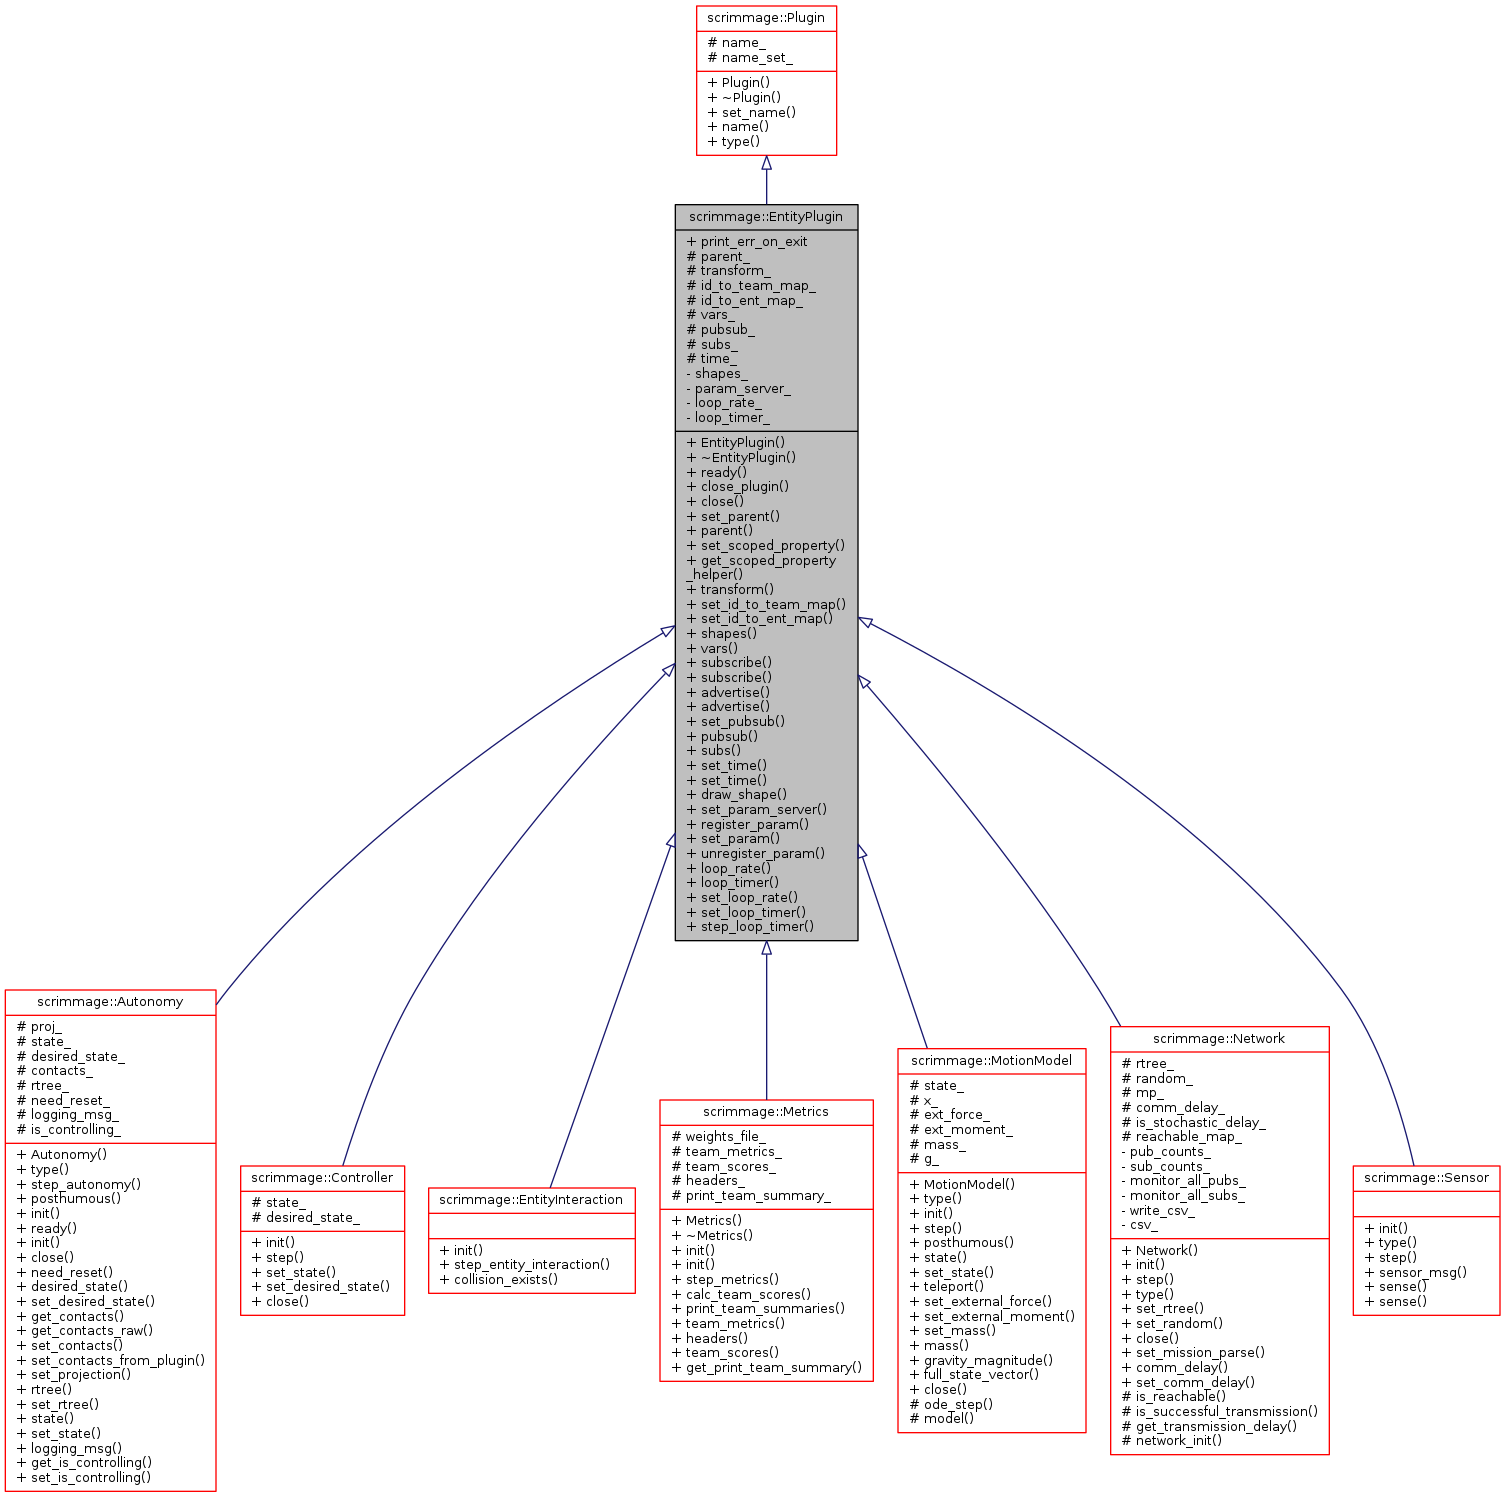 scrimmage::Plugin
# name_
# name_set_
+ Plugin()
+ ~Plugin()
+ set_name()
+ name()
+ type()
scrimmage::EntityPlugin
+ print_err_on_exit
# parent_
# transform_
# id_to_team_map_
# id_to_ent_map_
# vars_
# pubsub_
# subs_
# time_
- shapes_
- param_server_
- loop_rate_
- loop_timer_
+ EntityPlugin()
+ ~EntityPlugin()
+ ready()
+ close_plugin()
+ close()
+ set_parent()
+ parent()
+ set_scoped_property()
+ get_scoped_property
_helper()
+ transform()
+ set_id_to_team_map()
+ set_id_to_ent_map()
+ shapes()
+ vars()
+ subscribe()
+ subscribe()
+ advertise()
+ advertise()
+ set_pubsub()
+ pubsub()
+ subs()
+ set_time()
+ set_time()
+ draw_shape()
+ set_param_server()
+ register_param()
+ set_param()
+ unregister_param()
+ loop_rate()
+ loop_timer()
+ set_loop_rate()
+ set_loop_timer()
+ step_loop_timer()
scrimmage::Autonomy
# proj_
# state_
# desired_state_
# contacts_
# rtree_
# need_reset_
# logging_msg_
# is_controlling_
+ Autonomy()
+ type()
+ step_autonomy()
+ posthumous()
+ init()
+ ready()
+ init()
+ close()
+ need_reset()
+ desired_state()
+ set_desired_state()
+ get_contacts()
+ get_contacts_raw()
+ set_contacts()
+ set_contacts_from_plugin()
+ set_projection()
+ rtree()
+ set_rtree()
+ state()
+ set_state()
+ logging_msg()
+ get_is_controlling()
+ set_is_controlling()
scrimmage::Controller
# state_
# desired_state_
+ init()
+ step()
+ set_state()
+ set_desired_state()
+ close()
scrimmage::EntityInteraction
+ init()
+ step_entity_interaction()
+ collision_exists()
scrimmage::Metrics
# weights_file_
# team_metrics_
# team_scores_
# headers_
# print_team_summary_
+ Metrics()
+ ~Metrics()
+ init()
+ init()
+ step_metrics()
+ calc_team_scores()
+ print_team_summaries()
+ team_metrics()
+ headers()
+ team_scores()
+ get_print_team_summary()
scrimmage::MotionModel
# state_
# x_
# ext_force_
# ext_moment_
# mass_
# g_
+ MotionModel()
+ type()
+ init()
+ step()
+ posthumous()
+ state()
+ set_state()
+ teleport()
+ set_external_force()
+ set_external_moment()
+ set_mass()
+ mass()
+ gravity_magnitude()
+ full_state_vector()
+ close()
# ode_step()
# model()
scrimmage::Network
# rtree_
# random_
# mp_
# comm_delay_
# is_stochastic_delay_
# reachable_map_
- pub_counts_
- sub_counts_
- monitor_all_pubs_
- monitor_all_subs_
- write_csv_
- csv_
+ Network()
+ init()
+ step()
+ type()
+ set_rtree()
+ set_random()
+ close()
+ set_mission_parse()
+ comm_delay()
+ set_comm_delay()
# is_reachable()
# is_successful_transmission()
# get_transmission_delay()
# network_init()
scrimmage::Sensor
+ init()
+ type()
+ step()
+ sensor_msg()
+ sense()
+ sense()